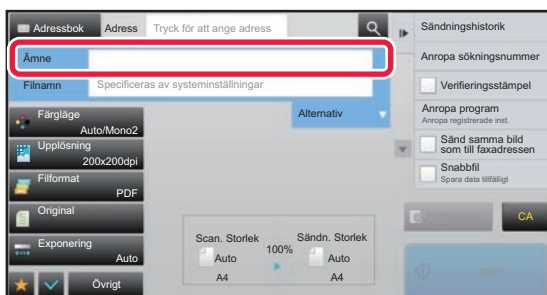 Adressbok Adress Tryck för att ange adress
Ämne
Filnamn Specificeras av systeminställningar
Alternativ
Färgläge
Auto/Mono2
Upplösning
200x200dpi
Filformat
PDF
Original
Exponering
Auto
Övrigt
Scan. Storlek
Auto
A4
100%
Sändn. Storlek
Auto
A4
Sändningshistorik
Anropa sökningsnummer
Verifieringsstämpel
Anropa program
Anropa registrerade inst.
Sänd samma bild
som till faxadressen
Snabbfil
Spara data tillfälligt
CA
Start